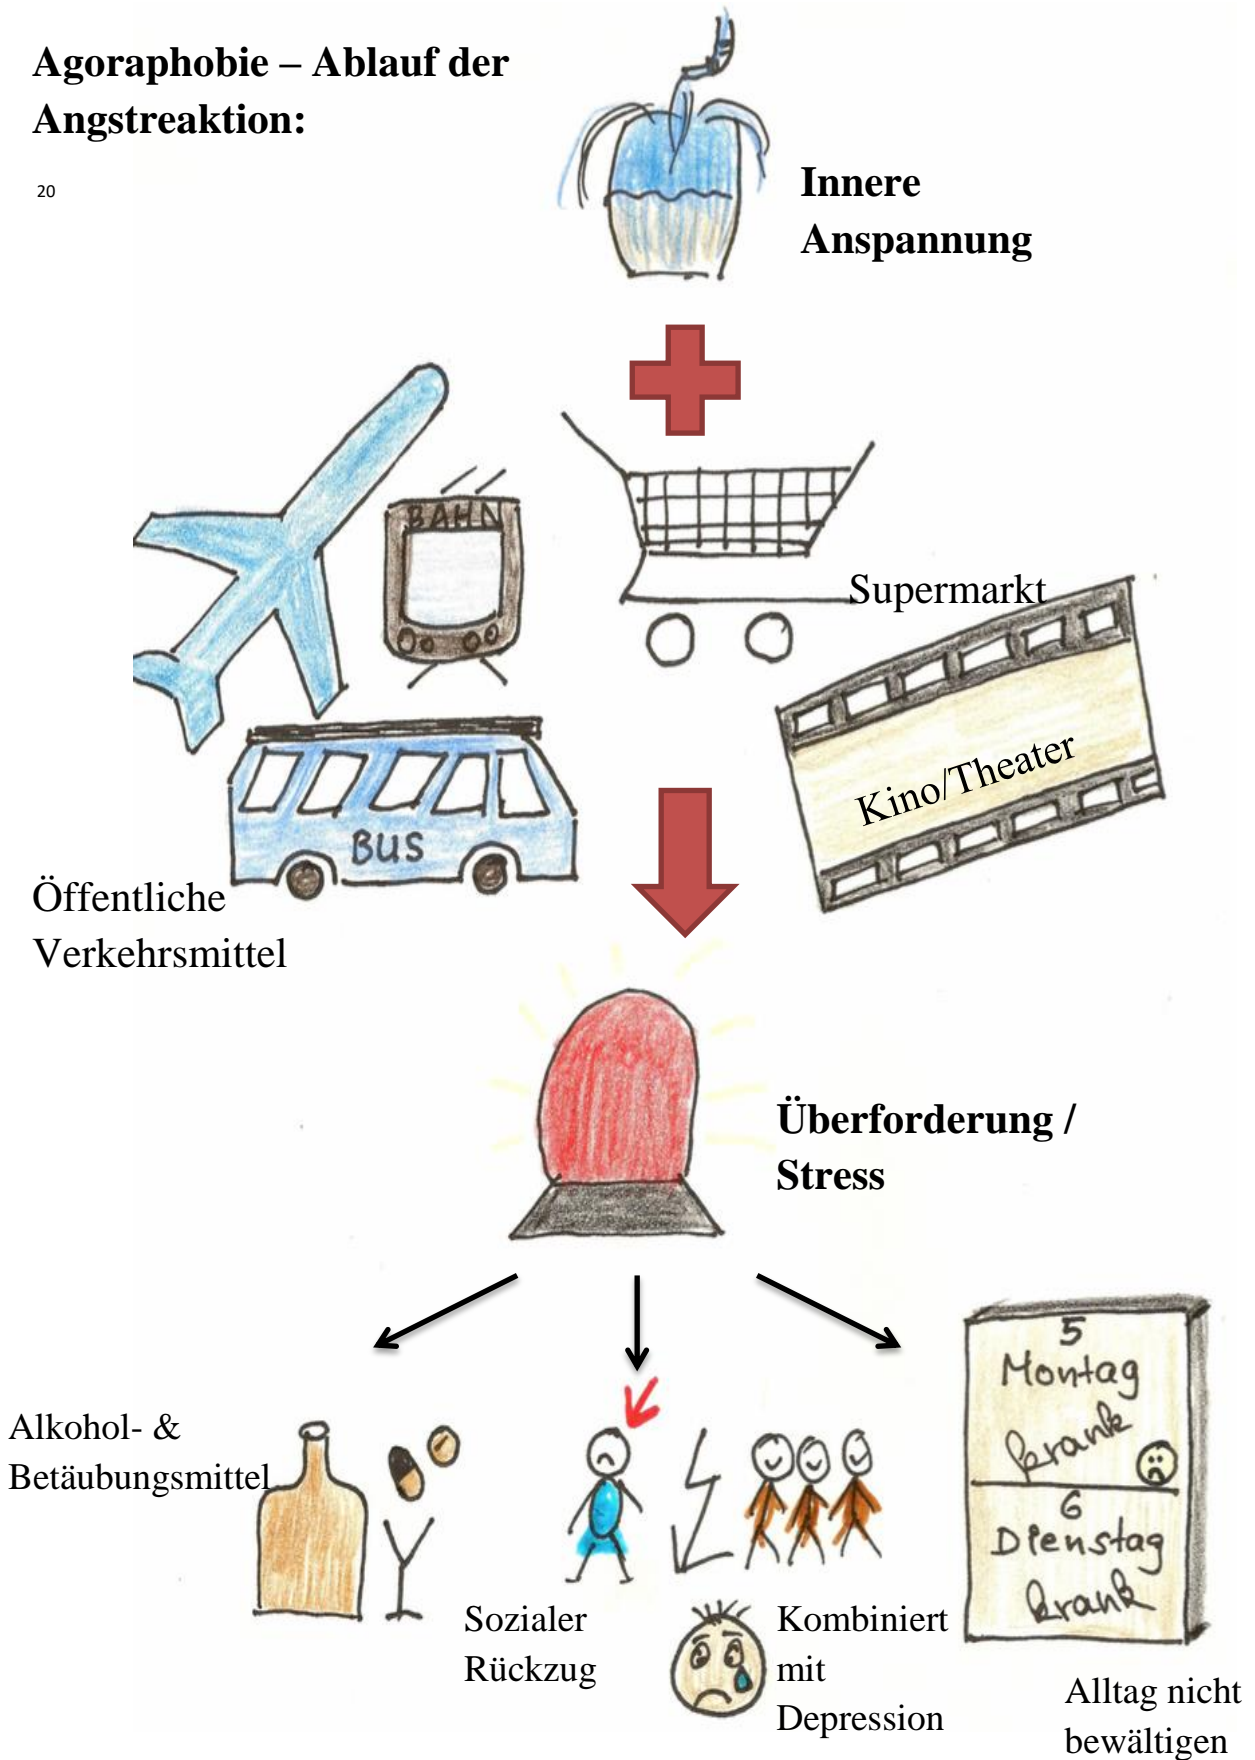 Agoraphobie – Ablauf der
Angstreaktion:
20
Innere
Anspannung
BAHN
Supermarkt
Kino/Theater
BUS
Öffentliche
Verkehrsmittel
Überforderung /
Stress
5
Montag
krank
6
Dienstag
krank
Alkohol- &
Betäubungsmittel
Sozialer
Rückzug
Kombiniert
mit
Depression
Alltag nicht
bewältigen